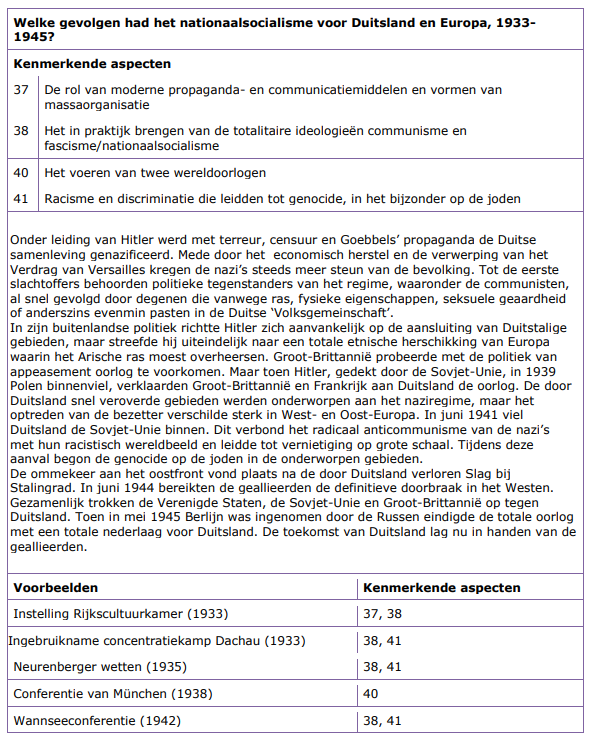 Welke gevolgen had het nationaalsocialisme voor Duitsland en Europa, 1933-
1945?
Kenmerkende aspecten
37 De rol van moderne propaganda- en communicatiemiddelen en vormen van
massaorganisatie
38 Het in praktijk brengen van de totalitaire ideologieën communisme en
fascisme/nationaalsocialisme
40 Het voeren van twee wereldoorlogen
41 Racisme en discriminatie die leidden tot genocide, in het bijzonder op de joden
Onder leiding van Hitler werd met terreur, censuur en Goebbels’ propaganda de Duitse
samenleving genazificeerd. Mede door het economisch herstel en de verwerping van het
Verdrag van Versailles kregen de nazi’s steeds meer steun van de bevolking. Tot de eerste
slachtoffers behoorden politieke tegenstanders van het regime, waaronder de communisten,
al snel gevolgd door degenen die vanwege ras, fysieke eigenschappen, seksuele geaardheid
of anderszins evenmin pasten in de Duitse ‘Volksgemeinschaft’.
In zijn buitenlandse politiek richtte Hitler zich aanvankelijk op de aansluiting van Duitstalige
gebieden, maar streefde hij uiteindelijk naar een totale etnische herschikking van Europa
waarin het Arische ras moest overheersen. Groot-Brittannië probeerde met de politiek van
appeasement oorlog te voorkomen. Maar toen Hitler, gedekt door de Sovjet-Unie, in 1939
Polen binnenviel, verklaarden Groot-Brittannië en Frankrijk aan Duitsland de oorlog. De door
Duitsland snel veroverde gebieden werden onderworpen aan het naziregime, maar het
optreden van de bezetter verschilde sterk in West- en Oost-Europa. In juni 1941 viel
Duitsland de Sovjet-Unie binnen. Dit verbond het radicaal anticommunisme van de nazi’s
met hun racistisch wereldbeeld en leidde tot vernietiging op grote schaal. Tijdens deze
aanval begon de genocide op de joden in de onderworpen gebieden.
De ommekeer aan het oostfront vond plaats na de door Duitsland verloren Slag bij
Stalingrad. In juni 1944 bereikten de geallieerden de definitieve doorbraak in het Westen.
Gezamenlijk trokken de Verenigde Staten, de Sovjet-Unie en Groot-Brittannië op tegen
Duitsland. Toen in mei 1945 Berlijn was ingenomen door de Russen eindigde de totale oorlog
met een totale nederlaag voor Duitsland. De toekomst van Duitsland lag nu in handen van de
geallieerden.
Voorbeelden Kenmerkende aspecten
Instelling Rijkscultuurkamer (1933) 37, 38
Ingebruikname concentratiekamp Dachau (1933) 38, 41
Neurenberger wetten (1935) 38, 41
Conferentie van München (1938) 40
Wannseeconferentie (1942) 38, 41